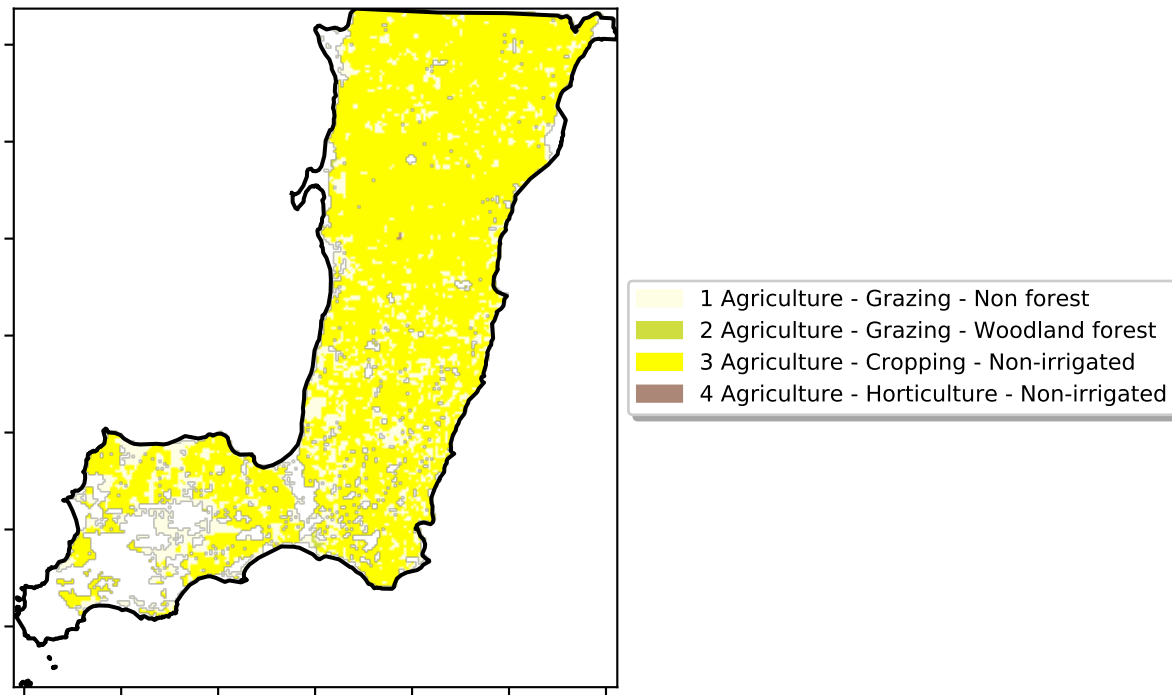 1 Agriculture - Grazing - Non forest
2 Agriculture - Grazing - Woodland forest
3 Agriculture - Cropping - Non-irrigated
4 Agriculture - Horticulture - Non-irrigated